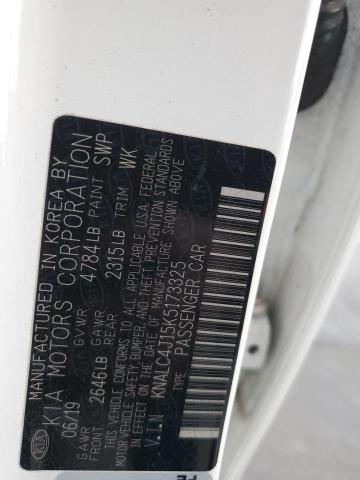 MANUFACTURED IN KOREA BY
KIA MOTORS CORPORATION
06/19 GVWR 4784LB PAINT SWP
GAWR FRONT 2646LB GAWR REAR 2315LB TRIM WK
THIS VEHICLE CONFORMS TO ALL APPLICABLE U.S.A. FEDERAL
MOTOR VEHICLE SAFETY, BUMPER, AND THEFT PREVENTION STANDARDS
IN EFFECT ON THE DATE OF MANUFACTURE SHOWN ABOVE
V.I.N KNALC4J15K5173325
TYPE: PASSENGER CAR
KIA
TE